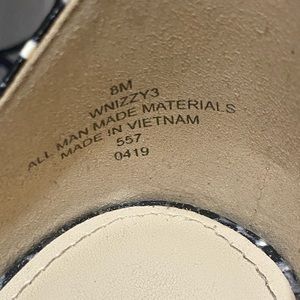 8M
WNIZZY3
ALL MAN MADE MATERIALS
MADE IN VIETNAM
557
0419